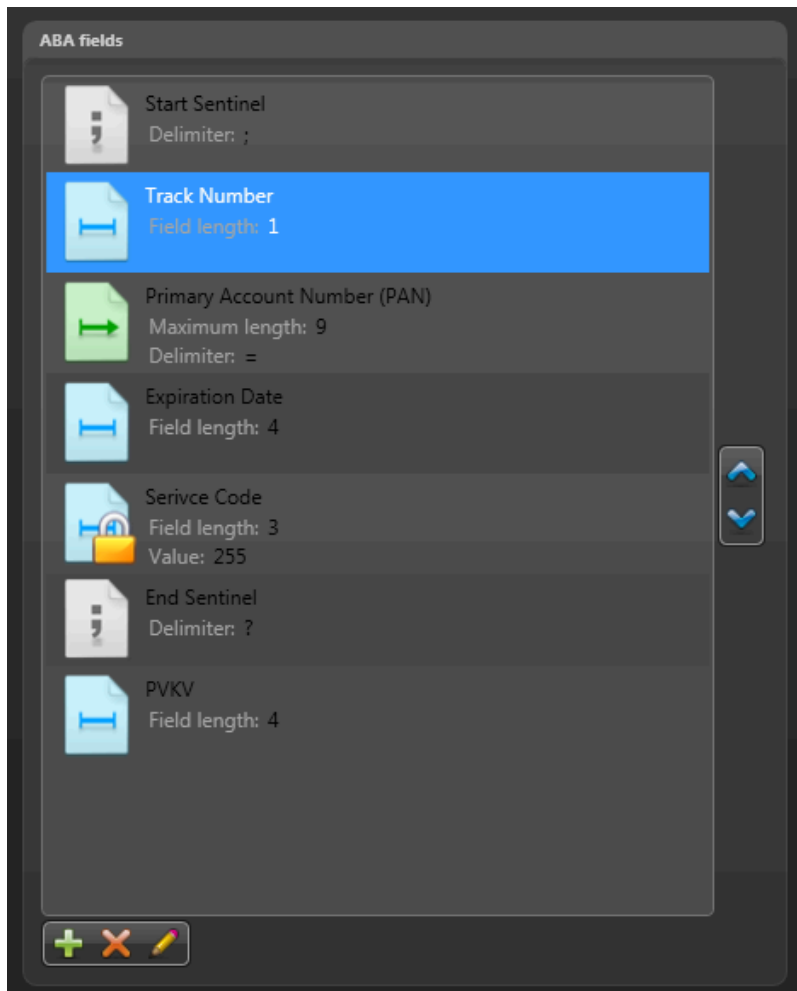 ABA fields
Start Sentinel
Delimiter: ;
Track Number
Field length: 1
Primary Account Number (PAN)
Maximum length: 9
Delimiter: =
Expiration Date
Field length: 4
Serivce Code
Field length: 3
Value: 255
End Sentinel
Delimiter: ?
PVKV
Field length: 4